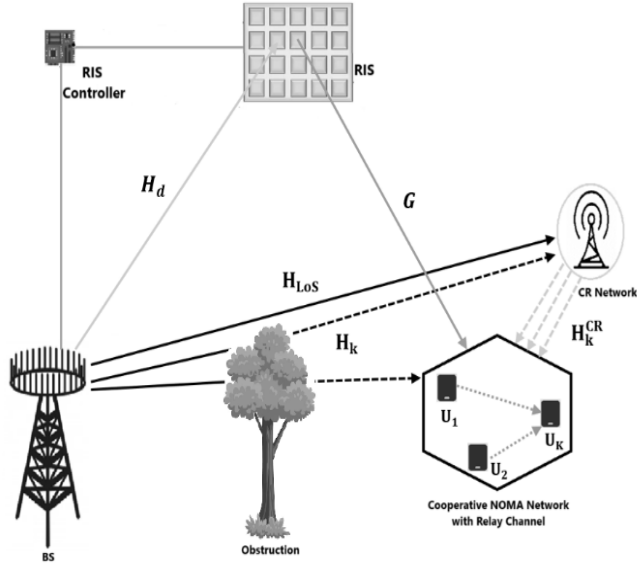 RIS
Controller
RIS
H_d
G
H_LoS
CR Network
H_k^CR
H_k
U_1
U_K
U_2
Cooperative NOMA Network
with Relay Channel
Obstruction
BS